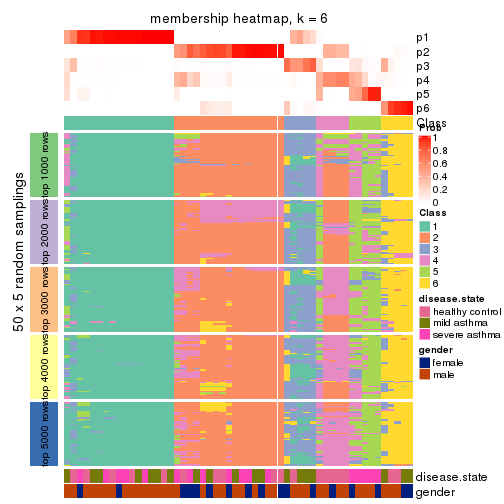 membership heatmap, k = 6
p1
p2
p3
p4
p5
p6
Class
Prob
1
0.8
0.6
0.4
0.2
0
Class
1
2
3
4
5
6
disease.state
healthy control
mild asthma
severe asthma
gender
female
male
50 x 5 random samplings
top 1000 rows
top 2000 rows
top 3000 rows
top 4000 rows
top 5000 rows
disease.state
gender